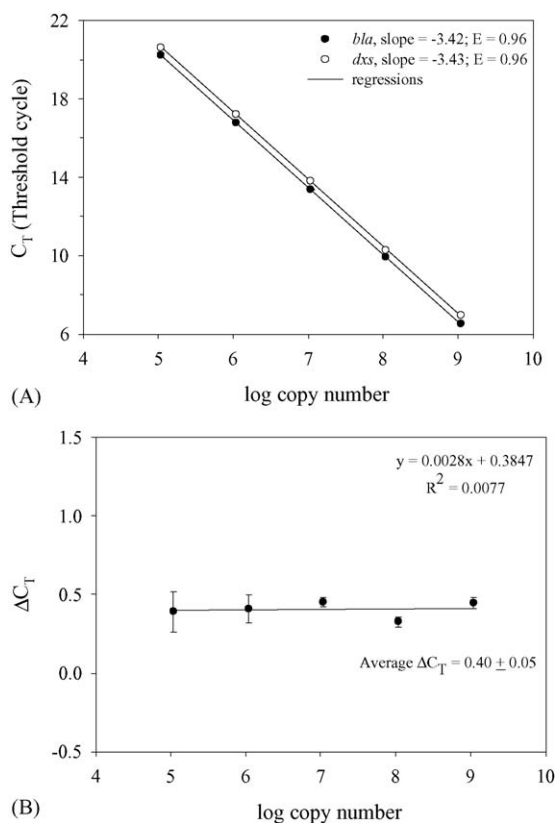 22
18
14
10
6
C_T (Threshold cycle)
bla, slope = -3.42; E = 0.96
dxs, slope = -3.43; E = 0.96
regressions
4 5 6 7 8 9 10
log copy number
(A)
1.5
1.0
0.5
0.0
-0.5
ΔC_T
y = 0.0028x + 0.3847
R² = 0.0077
Average ΔC_T = 0.40 ± 0.05
4 5 6 7 8 9 10
log copy number
(B)